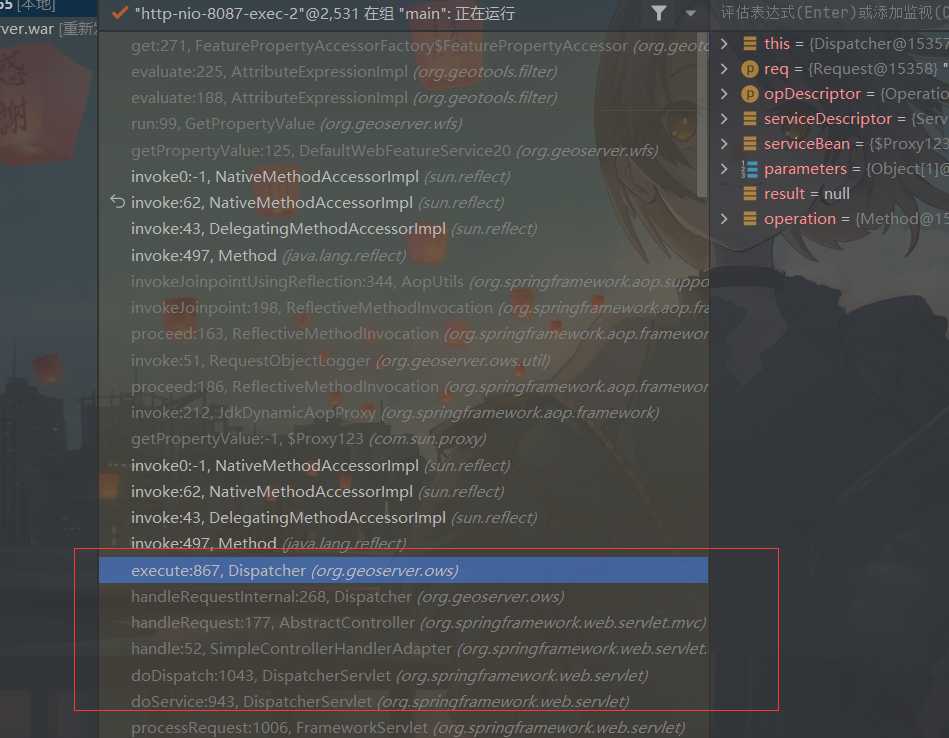 5 [本地]
rver.war [重新
"http-nio-8087-exec-2"@2,531 在组 "main": 正在运行
get:271, FeaturePropertyAccessorFactory$FeaturePropertyAccessor (org.geoto
evaluate:225, AttributeExpressionImpl (org.geotools.filter)
evaluate:188, AttributeExpressionImpl (org.geotools.filter)
run:99, GetPropertyValue (org.geoserver.wfs)
getPropertyValue:125, DefaultWebFeatureService20 (org.geoserver.wfs)
invoke0:-1, NativeMethodAccessorImpl (sun.reflect)
invoke:62, NativeMethodAccessorImpl (sun.reflect)
invoke:43, DelegatingMethodAccessorImpl (sun.reflect)
invoke:497, Method (java.lang.reflect)
invokeJoinpointUsingReflection:344, AopUtils (org.springframework.aop.suppo
invokeJoinpoint:198, ReflectiveMethodInvocation (org.springframework.aop.fra
proceed:163, ReflectiveMethodInvocation (org.springframework.aop.framewor
invoke:51, RequestObjectLogger (org.geoserver.ows.util)
proceed:186, ReflectiveMethodInvocation (org.springframework.aop.framewor
invoke:212, JdkDynamicAopProxy (org.springframework.aop.framework)
getPropertyValue:-1, $Proxy123 (com.sun.proxy)
invoke0:-1, NativeMethodAccessorImpl (sun.reflect)
invoke:62, NativeMethodAccessorImpl (sun.reflect)
invoke:43, DelegatingMethodAccessorImpl (sun.reflect)
invoke:497, Method (java.lang.reflect)
execute:867, Dispatcher (org.geoserver.ows)
handleRequestInternal:268, Dispatcher (org.geoserver.ows)
handleRequest:177, AbstractController (org.springframework.web.servlet.mvc)
handle:52, SimpleControllerHandlerAdapter (org.springframework.web.servlet.
doDispatch:1043, DispatcherServlet (org.springframework.web.servlet)
doService:943, DispatcherServlet (org.springframework.web.servlet)
processRequest:1006, FrameworkServlet (org.springframework.web.servlet)
评估表达式(Enter)或添加监视(C
this = {Dispatcher@15357
req = {Request@15358} "
opDescriptor = {Operatio
serviceDescriptor = {Serv
serviceBean = {$Proxy123
parameters = {Object[1]@
result = null
operation = {Method@15